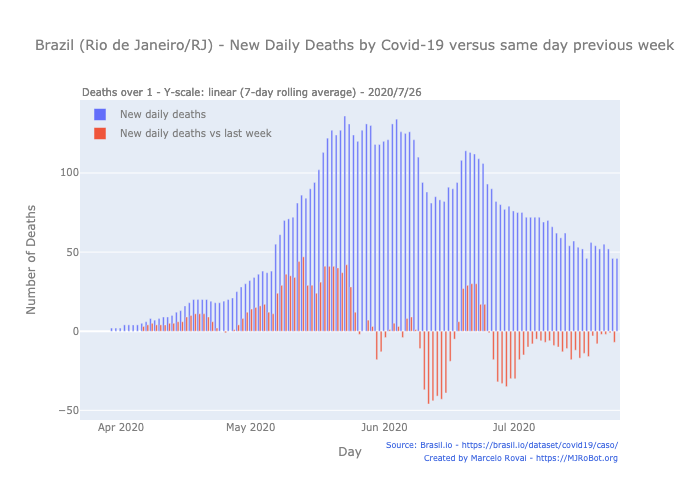 Brazil (Rio de Janeiro/RJ) - New Daily Deaths by Covid-19 versus same day previous week
Deaths over 1 - Y-scale: linear (7-day rolling average) - 2020/7/26
New daily deaths
New daily deaths vs last week
Number of Deaths
100
50
0
−50
Apr 2020
May 2020
Jun 2020
Jul 2020
Day
Source: Brasil.io - https://brasil.io/dataset/covid19/caso/
Created by Marcelo Rovai - https://MJRoBot.org